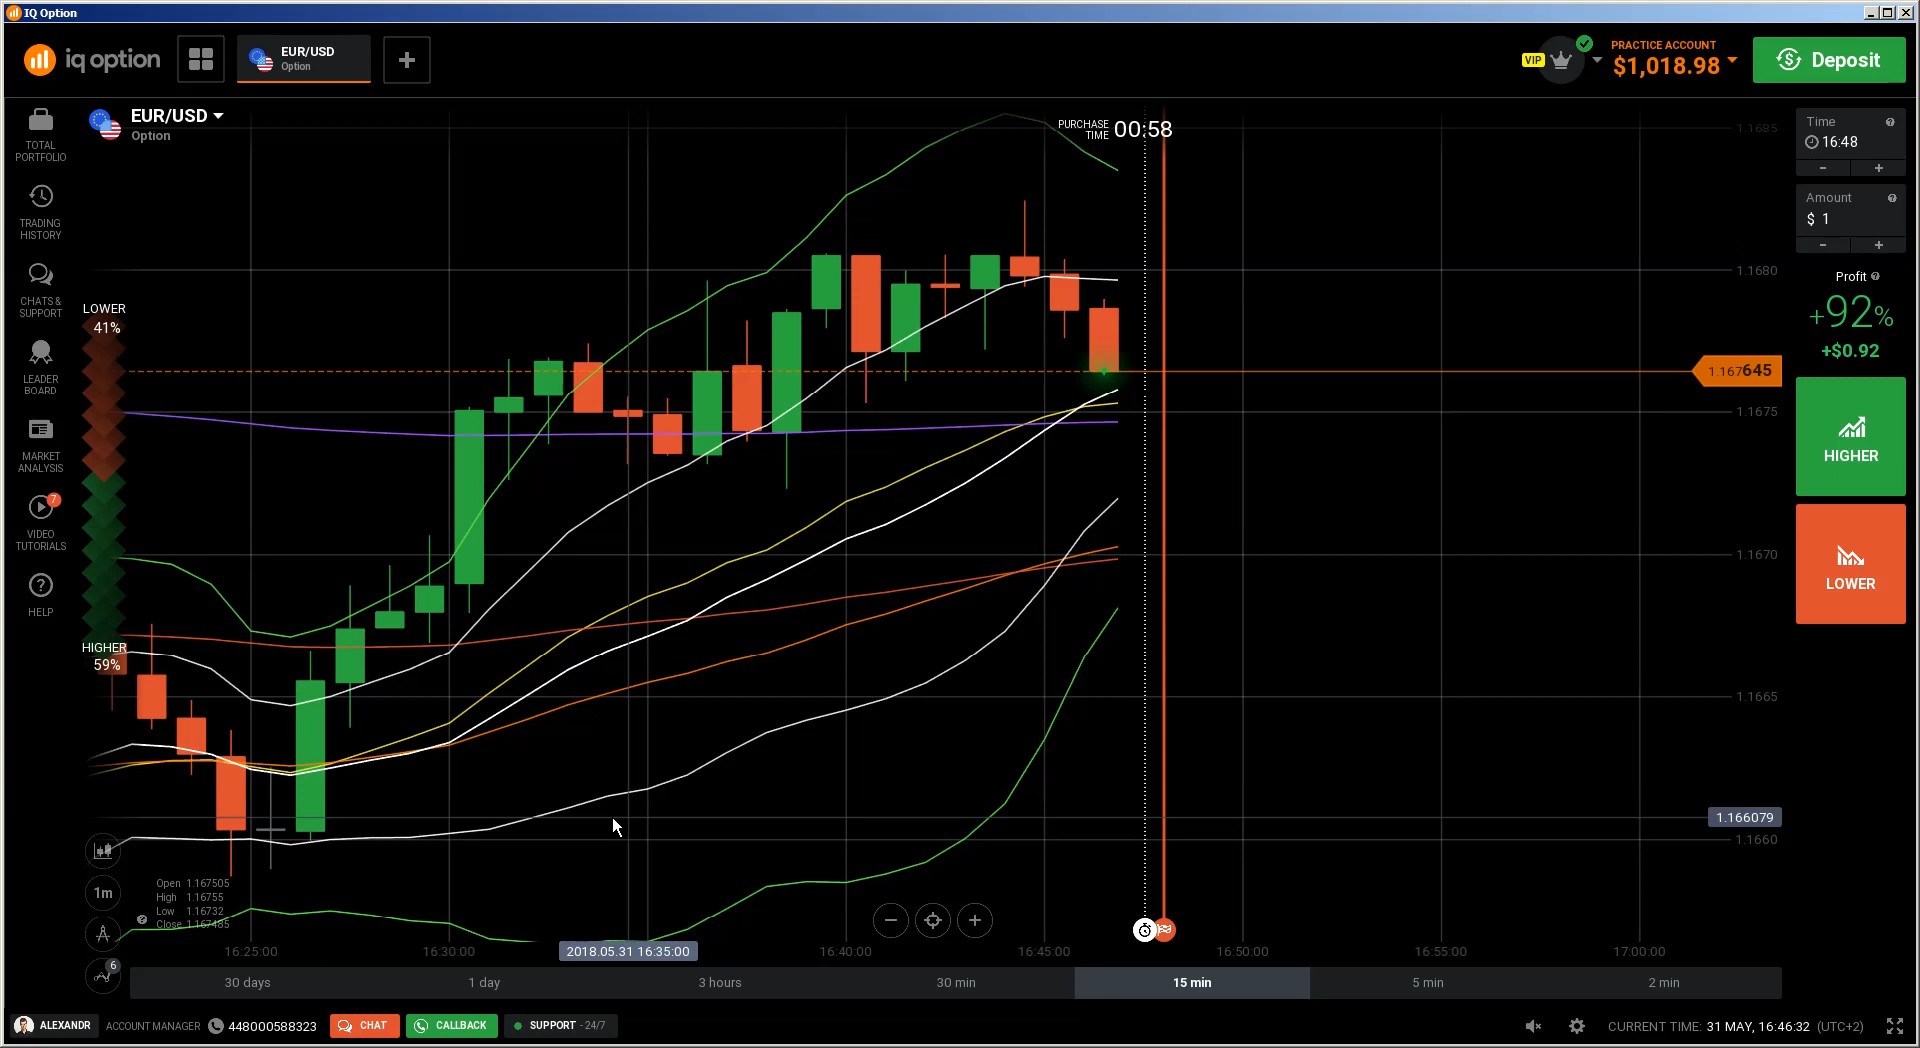 IQ Option
iq option
EUR/USD
Option
VIP
PRACTICE ACCOUNT
$1,018.98
Deposit
TOTAL
PORTFOLIO
TRADING
HISTORY
CHATS &
SUPPORT
LEADER
BOARD
MARKET
ANALYSIS
7
VIDEO
TUTORIALS
HELP
EUR/USD
Option
LOWER
41%
HIGHER
59%
PURCHASE
TIME
00:58
1.1685
1.1680
1.167645
1.1675
1.1670
1.1665
1.166079
1.1660
Time
16:48
- +
Amount
$ 1
- +
Profit
+92%
+$0.92
HIGHER
LOWER
1m
6
Open 1.167505
High 1.16755
Low 1.16732
Close 1.167485
16:25:00
16:30:00
2018.05.31 16:35:00
16:40:00
16:45:00
16:50:00
16:55:00
17:00:00
30 days
1 day
3 hours
30 min
15 min
5 min
2 min
ALEXANDR
ACCOUNT MANAGER
448000588323
CHAT
CALLBACK
SUPPORT - 24/7
CURRENT TIME: 31 MAY, 16:46:32 (UTC+2)